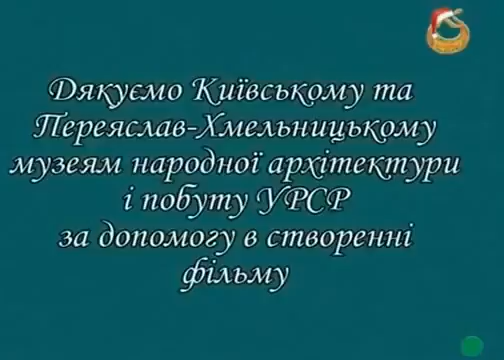 Дякуємо Київському та
Переяслав-Хмельницькому
музеям народної архітектури
і побуту УРСР
за допомогу в створенні
фільму